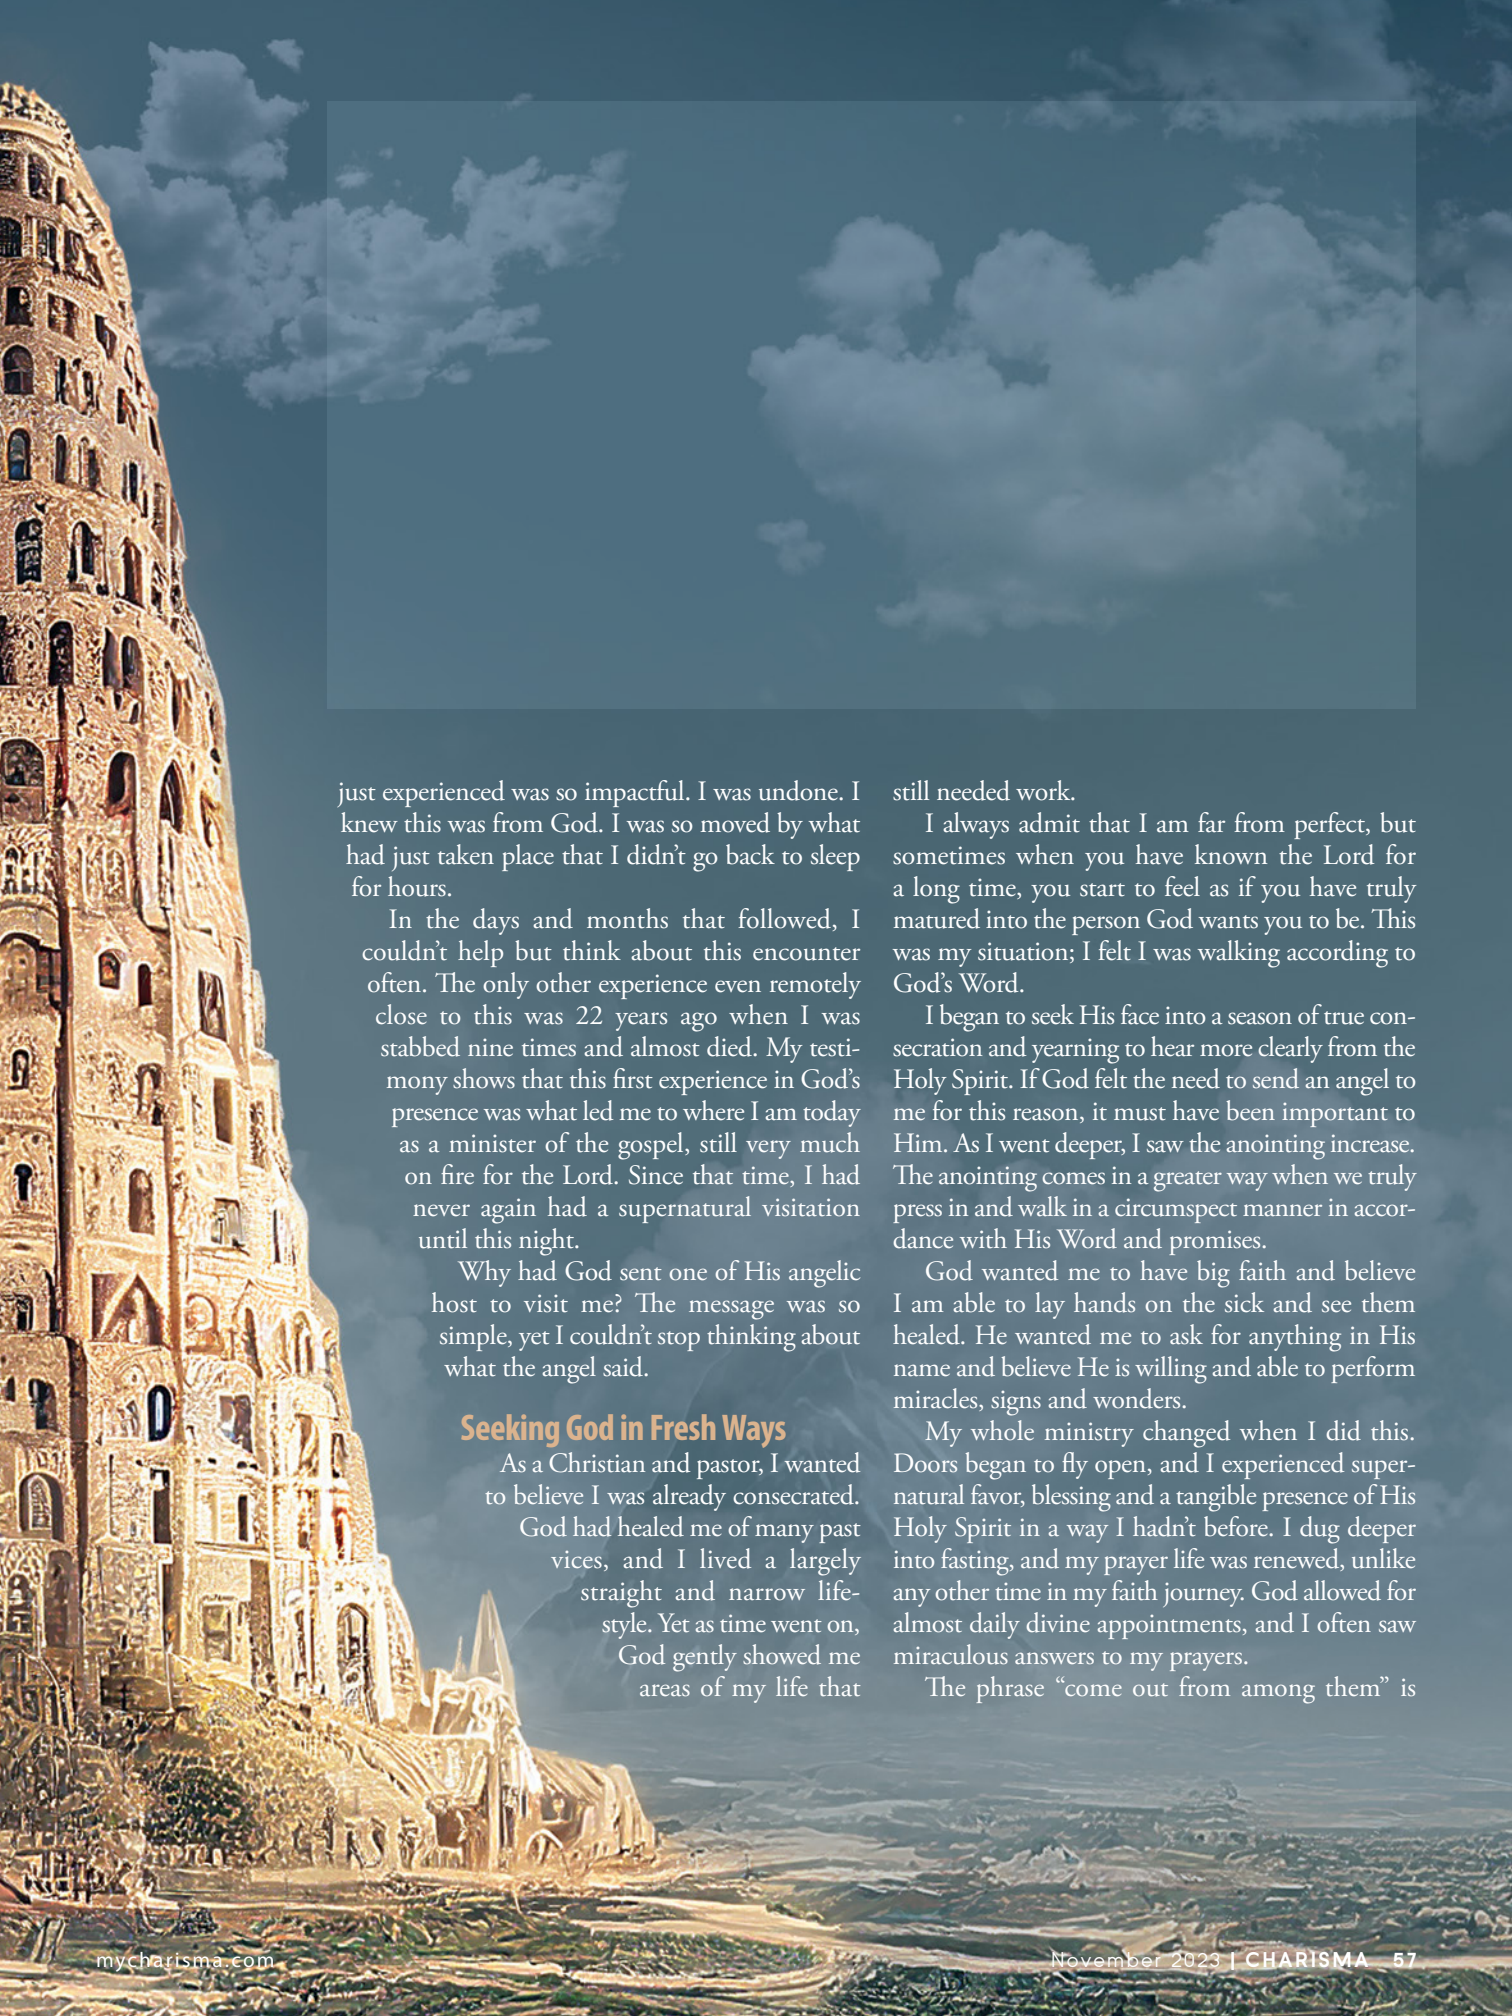 just experienced was so impactful. I was undone. I
knew this was from God. I was so moved by what
had just taken place that I didn’t go back to sleep
for hours.
In the days and months that followed, I
couldn’t help but think about this encounter
often. The only other experience even remotely
close to this was 22 years ago when I was
stabbed nine times and almost died. My testi-
mony shows that this first experience in God’s
presence was what led me to where I am today
as a minister of the gospel, still very much
on fire for the Lord. Since that time, I had
never again had a supernatural visitation
until this night.
Why had God sent one of His angelic
host to visit me? The message was so
simple, yet I couldn’t stop thinking about
what the angel said.
Seeking God in Fresh Ways
As a Christian and pastor, I wanted
to believe I was already consecrated.
God had healed me of many past
vices, and I lived a largely
straight and narrow life-
style. Yet as time went on,
God gently showed me
areas of my life that
still needed work.
I always admit that I am far from perfect, but
sometimes when you have known the Lord for
a long time, you start to feel as if you have truly
matured into the person God wants you to be. This
was my situation; I felt I was walking according to
God’s Word.
I began to seek His face into a season of true con-
secration and yearning to hear more clearly from the
Holy Spirit. If God felt the need to send an angel to
me for this reason, it must have been important to
Him. As I went deeper, I saw the anointing increase.
The anointing comes in a greater way when we truly
press in and walk in a circumspect manner in accor-
dance with His Word and promises.
God wanted me to have big faith and believe
I am able to lay hands on the sick and see them
healed. He wanted me to ask for anything in His
name and believe He is willing and able to perform
miracles, signs and wonders.
My whole ministry changed when I did this.
Doors began to fly open, and I experienced super-
natural favor, blessing and a tangible presence of His
Holy Spirit in a way I hadn’t before. I dug deeper
into fasting, and my prayer life was renewed, unlike
any other time in my faith journey. God allowed for
almost daily divine appointments, and I often saw
miraculous answers to my prayers.
The phrase “come out from among them” is
mycharisma.com
November 2023 | CHARISMA 57